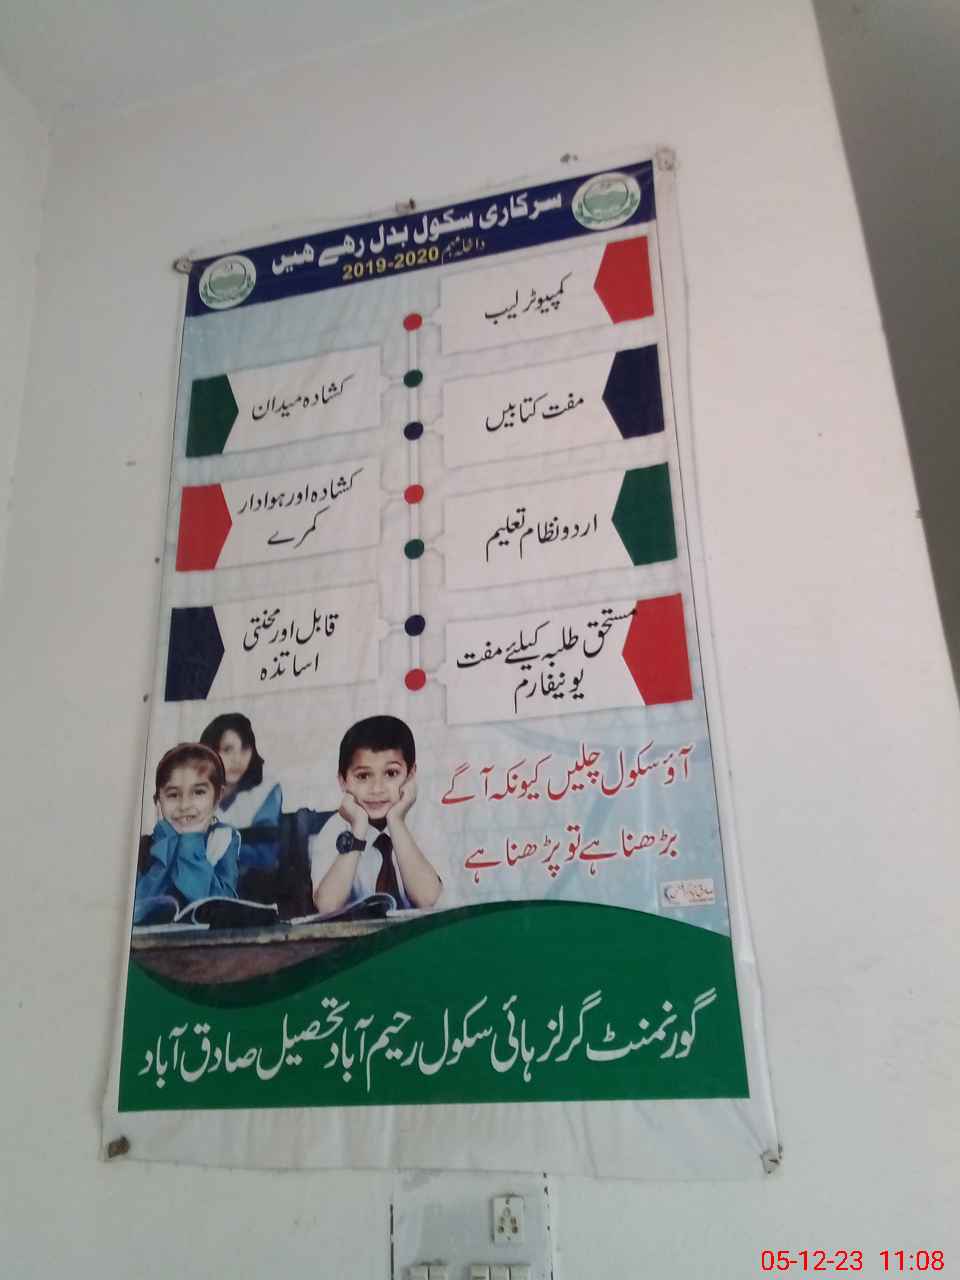 سرکاری سکول بدل رھے ھیں
داخلہ مہم 2019-2020
کمپیوٹر لیب
کشادہ میدان
مفت کتابیں
کشادہ اور ہوادار
کمرے
اردو نظام تعلیم
قابل اور محنتی
اساتذہ
مستحق طلبہ کیلئے مفت
یونیفارم
آؤ سکول چلیں کیونکہ آگے
بڑھنا ہے تو پڑھنا ہے
گورنمنٹ گرلز ہائی سکول رحیم آباد تحصیل صادق آباد
05-12-23 11:08